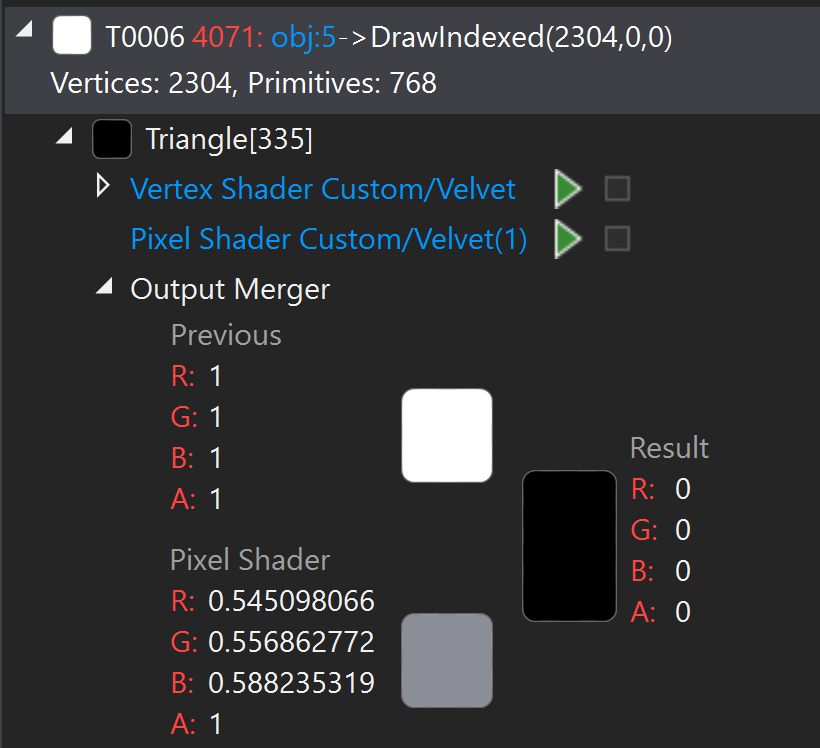 T0006 4071: obj:5->DrawIndexed(2304,0,0)
Vertices: 2304, Primitives: 768
Triangle[335]
Vertex Shader Custom/Velvet
Pixel Shader Custom/Velvet(1)
Output Merger
Previous
R: 1
G: 1
B: 1
A: 1
Pixel Shader
R: 0.545098066
G: 0.556862772
B: 0.588235319
A: 1
Result
R: 0
G: 0
B: 0
A: 0